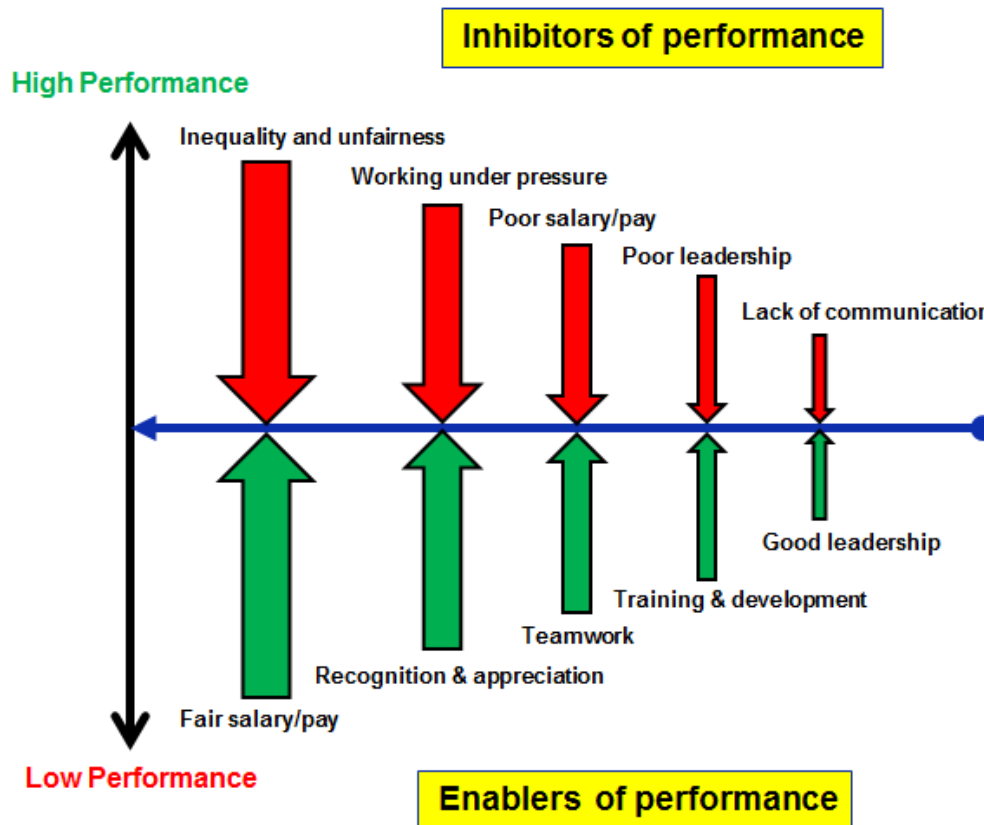 Inhibitors of performance
High Performance
Inequality and unfairness
Working under pressure
Poor salary/pay
Poor leadership
Lack of communication
Good leadership
Training & development
Teamwork
Recognition & appreciation
Fair salary/pay
Low Performance
Enablers of performance